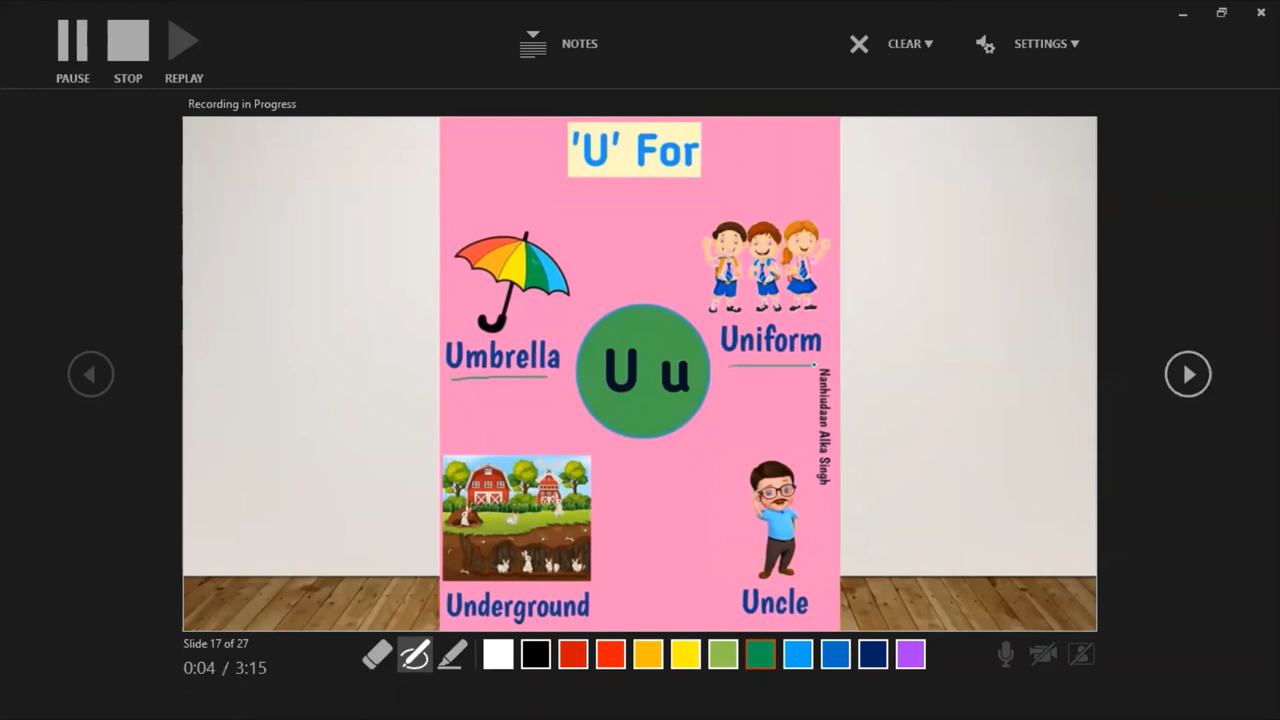 PAUSE
STOP
REPLAY
NOTES
CLEAR
SETTINGS
Recording in Progress
'U' For
Umbrella
Uniform
U u
Nanhiudaan Alka Singh
Underground
Uncle
Slide 17 of 27
0:04 / 3:15